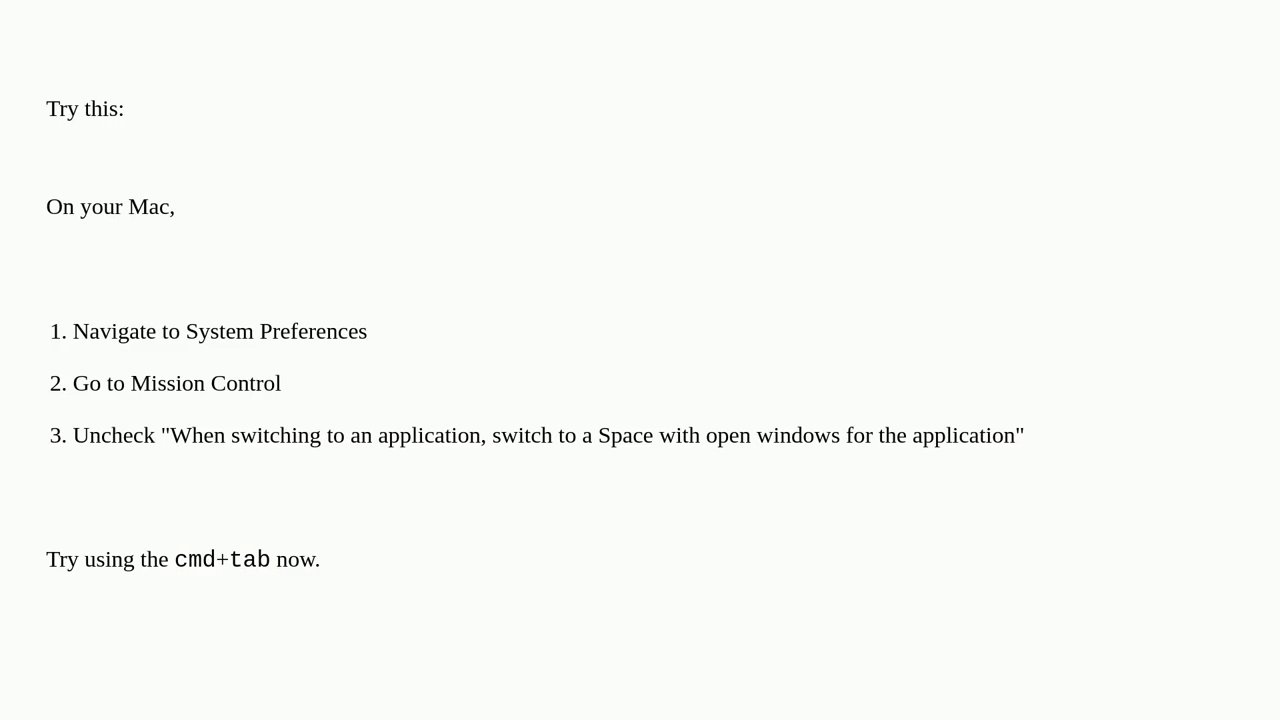 Try this:
On your Mac,
1. Navigate to System Preferences
2. Go to Mission Control
3. Uncheck "When switching to an application, switch to a Space with open windows for the application"
Try using the cmd+tab now.